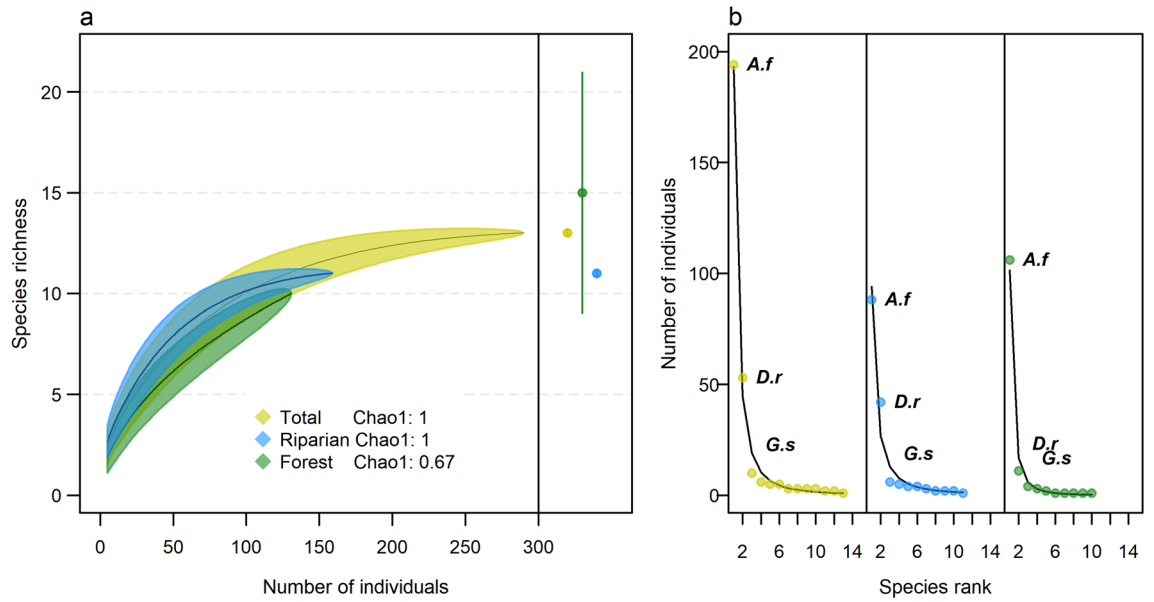 a
Species richness
20
15
10
5
0
Total Chao1: 1
Riparian Chao1: 1
Forest Chao1: 0.67
0 50 100 150 200 250 300
Number of individuals
b
Number of individuals
200
150
100
50
0
A.f
D.r
G.s
A.f
D.r
G.s
A.f
D.r
G.s
2 6 10 14 2 6 10 14 2 6 10 14
Species rank